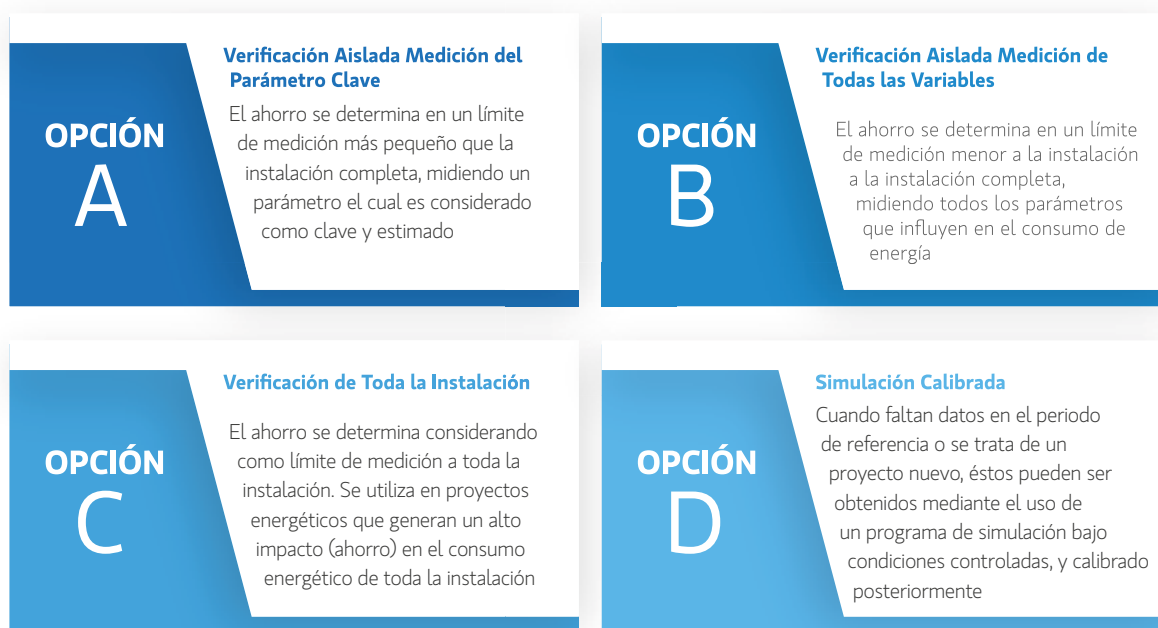 OPCIÓN
A
Verificación Aislada Medición del
Parámetro Clave
El ahorro se determina en un límite
de medición más pequeño que la
instalación completa, midiendo un
parámetro el cual es considerado
como clave y estimado
OPCIÓN
B
Verificación Aislada Medición de
Todas las Variables
El ahorro se determina en un límite
de medición menor a la instalación
a la instalación completa,
midiendo todos los parámetros
que influyen en el consumo de
energía
OPCIÓN
C
Verificación de Toda la Instalación
El ahorro se determina considerando
como límite de medición a toda la
instalación. Se utiliza en proyectos
energéticos que generan un alto
impacto (ahorro) en el consumo
energético de toda la instalación
OPCIÓN
D
Simulación Calibrada
Cuando faltan datos en el periodo
de referencia o se trata de un
proyecto nuevo, éstos pueden ser
obtenidos mediante el uso de
un programa de simulación bajo
condiciones controladas, y calibrado
posteriormente